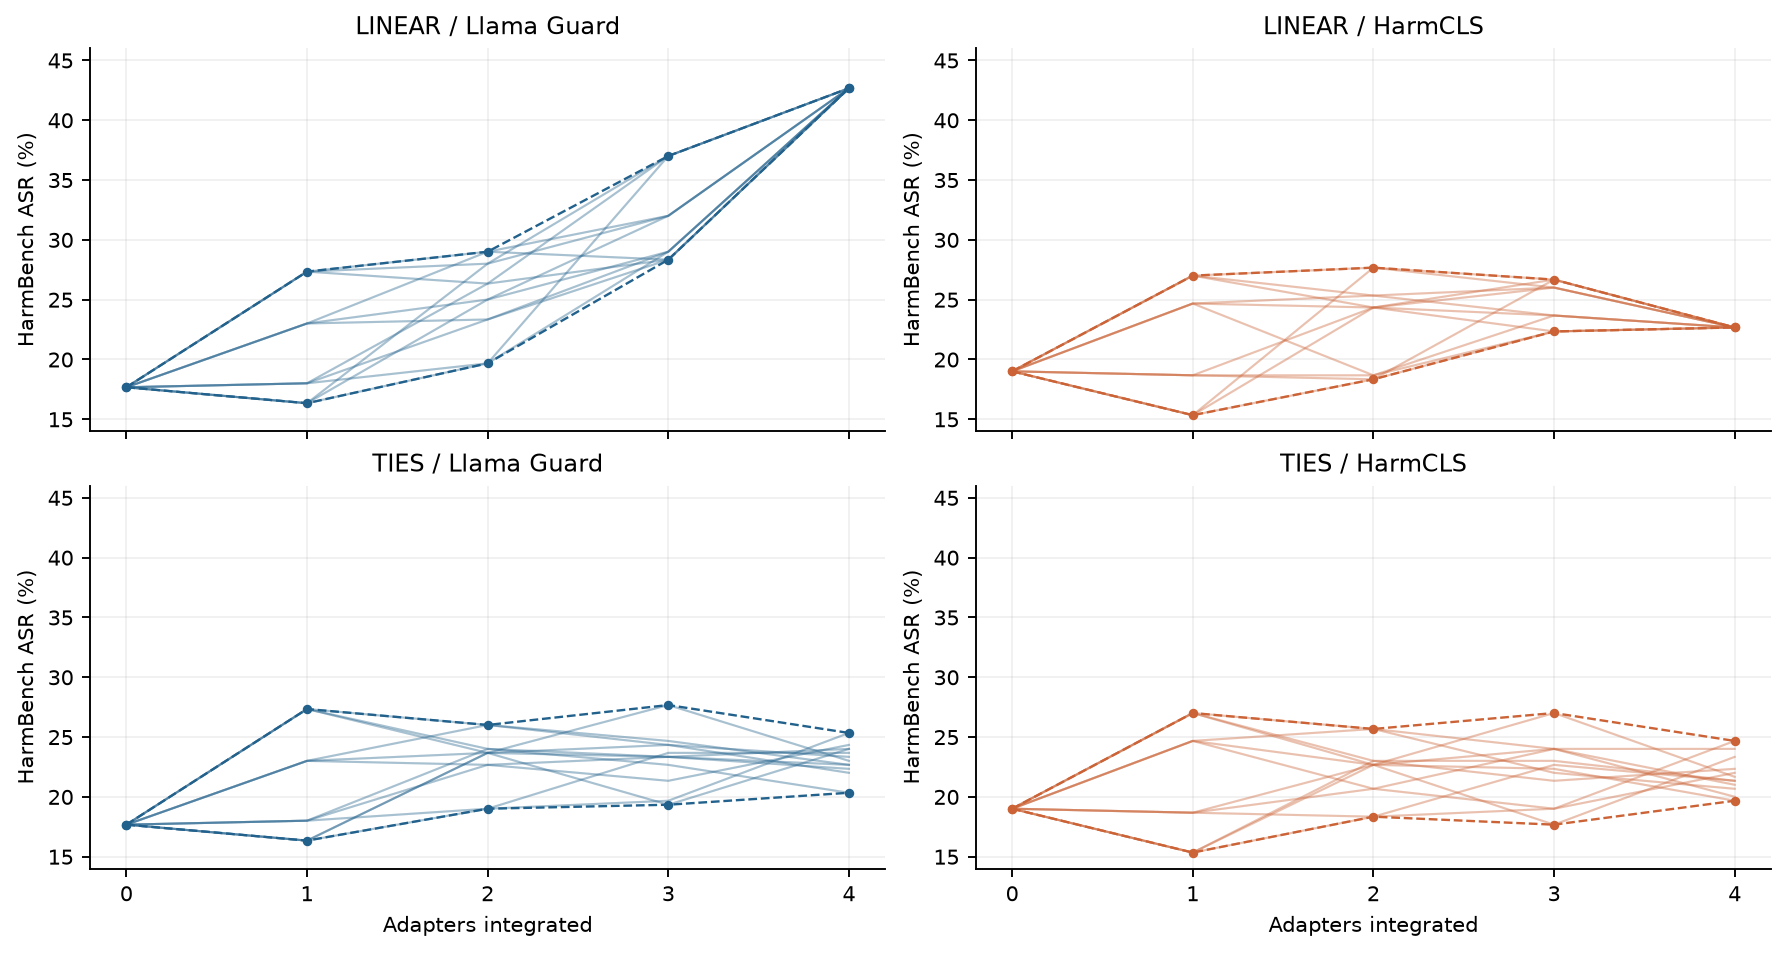 LINEAR / Llama Guard
HarmBench ASR (%)
45
40
35
30
25
20
15
LINEAR / HarmCLS
HarmBench ASR (%)
45
40
35
30
25
20
15
TIES / Llama Guard
HarmBench ASR (%)
45
40
35
30
25
20
15
0 1 2 3 4
Adapters integrated
TIES / HarmCLS
HarmBench ASR (%)
45
40
35
30
25
20
15
0 1 2 3 4
Adapters integrated